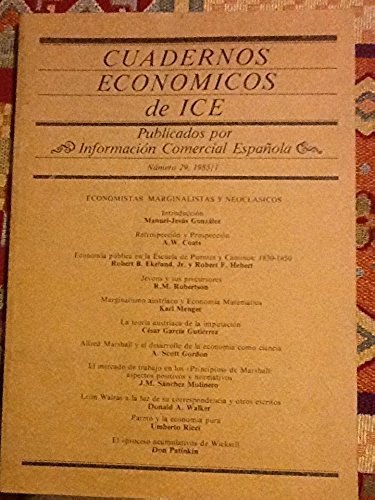 CUADERNOS
ECONOMICOS
de ICE
Publicados por
Información Comercial Española
Número 29, 1985/1
ECONOMISTAS MARGINALISTAS Y NEOCLASICOS
Introducción
Manuel-Jesús González
Retrospección y Prospección
A.W. Coats
Economía pública en la Escuela de Puentes y Caminos: 1830-1850
Robert B. Ekelund, Jr. y Robert F. Hebert
Jevons y sus precursores
R.M. Robertson
Marginalismo austríaco y Economía Matemática
Karl Menger
La teoría austríaca de la imputación
César García Gutiérrez
Alfred Marshall y el desarrollo de la economía como ciencia
A. Scott Gordon
El mercado de trabajo en los «Principios» de Marshall:
aspectos positivos y normativos
J.M. Sánchez Molinero
León Walras a la luz de su correspondencia y otros escritos
Donald A. Walker
Pareto y la economía pura
Umberto Ricci
El «proceso acumulativo» de Wicksell
Don Patinkin